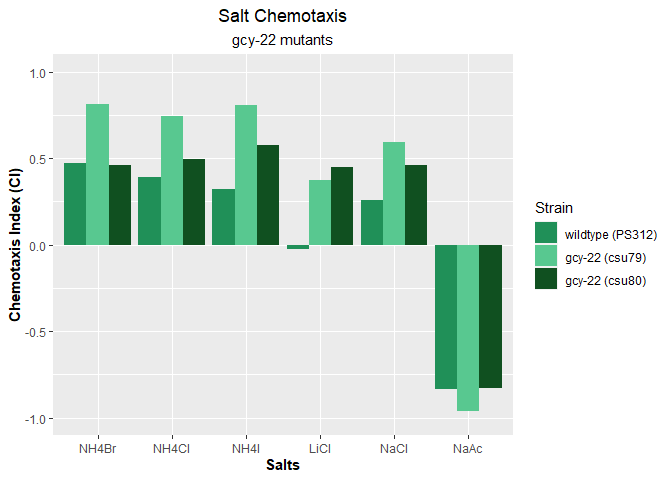 Salt Chemotaxis
gcy-22 mutants
Chemotaxis Index (CI)
1.0
0.5
0.0
-0.5
-1.0
NH4Br NH4Cl NH4I LiCl NaCl NaAc
Salts
Strain
wildtype (PS312)
gcy-22 (csu79)
gcy-22 (csu80)